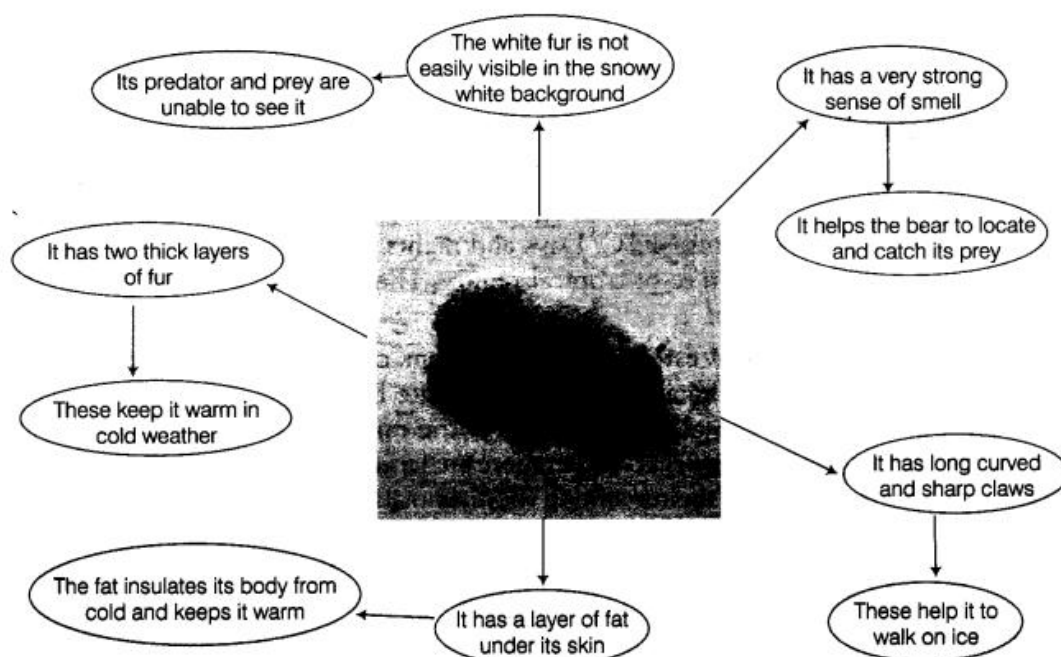 The white fur is not
easily visible in the snowy
white background
Its predator and prey are
unable to see it
It has a very strong
sense of smell
It helps the bear to locate
and catch its prey
It has two thick layers
of fur
These keep it warm in
cold weather
It has long curved
and sharp claws
These help it to
walk on ice
It has a layer of fat
under its skin
The fat insulates its body from
cold and keeps it warm